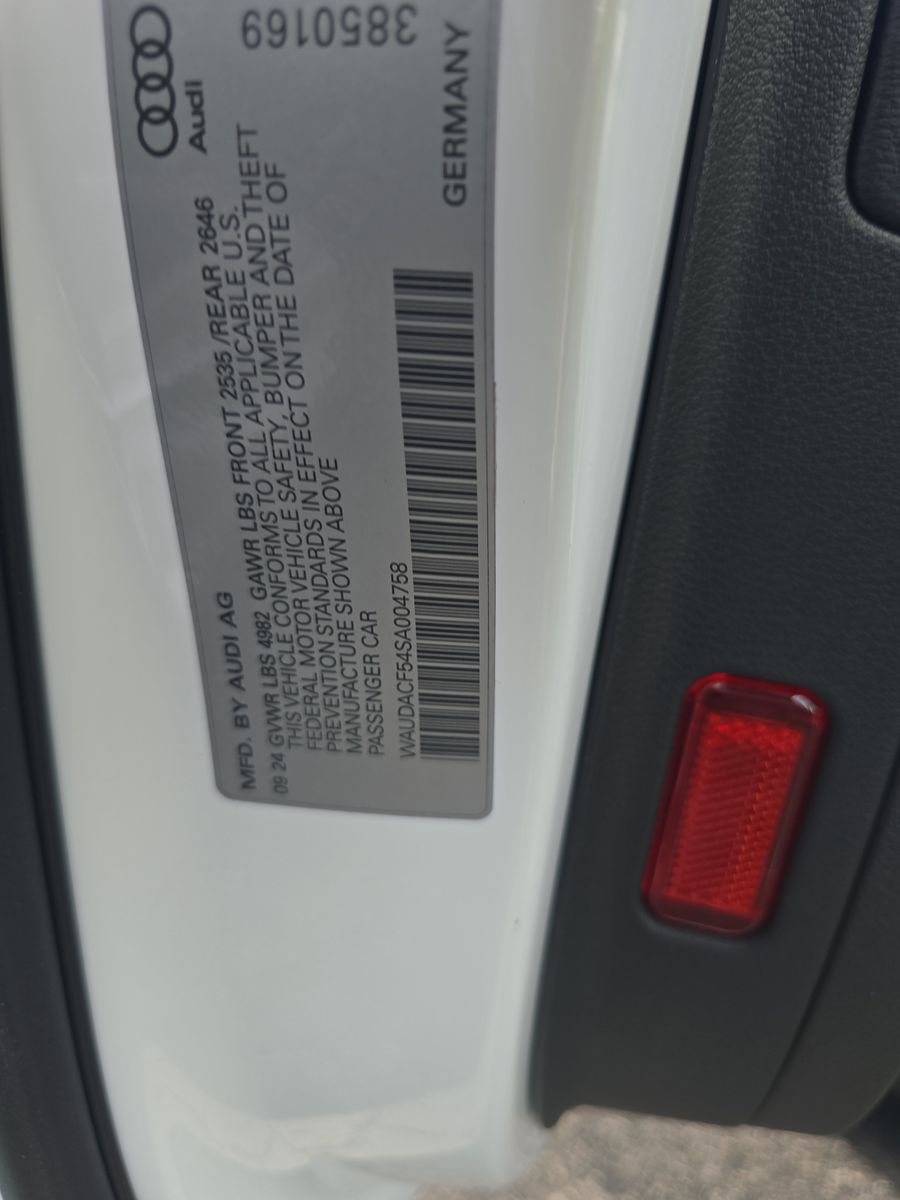 Audi
MFD. BY AUDI AG
09 24 GVWR LBS 4982 GAWR LBS FRONT 2535 /REAR 2646
THIS VEHICLE CONFORMS TO ALL APPLICABLE U.S.
FEDERAL MOTOR VEHICLE SAFETY, BUMPER AND THEFT
PREVENTION STANDARDS IN EFFECT ON THE DATE OF
MANUFACTURE SHOWN ABOVE
PASSENGER CAR
WAUDACF54SA004758
GERMANY
3850169